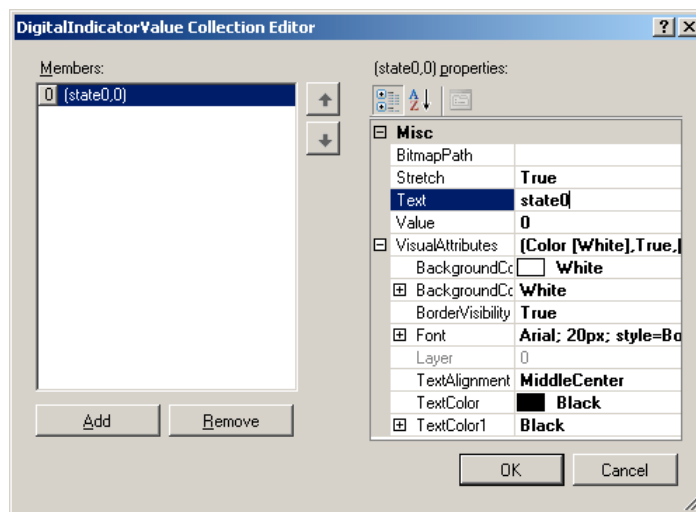 DigitalIndicatorValue Collection Editor
Members:
0 (state0,0)
Add Remove
(state0,0) properties:
Misc
BitmapPath
Stretch True
Text state0
Value 0
VisualAttributes (Color [White],True,[
BackgroundCo White
BackgroundCo White
BorderVisibility True
Font Arial; 20px; style=Bo
Layer 0
TextAlignment MiddleCenter
TextColor Black
TextColor1 Black
OK Cancel